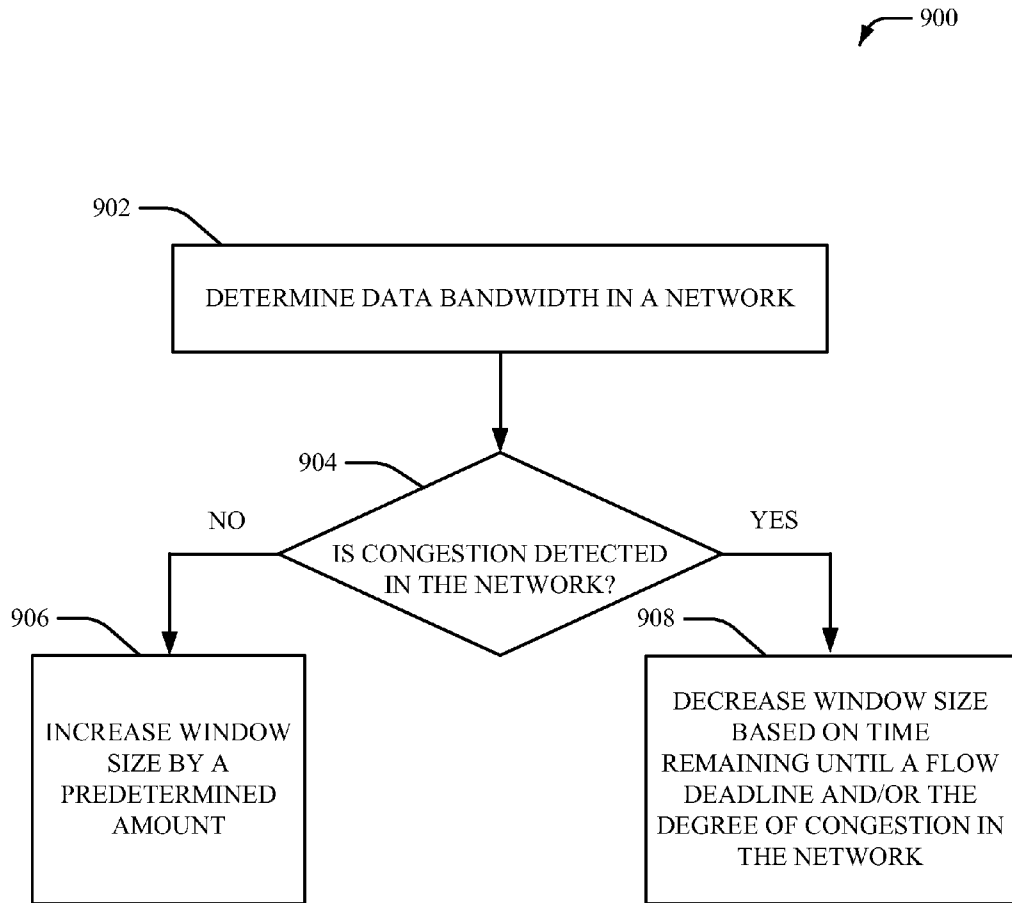 900
902
DETERMINE DATA BANDWIDTH IN A NETWORK
904
NO
YES
IS CONGESTION DETECTED
IN THE NETWORK?
906
INCREASE WINDOW
SIZE BY A
PREDETERMINED
AMOUNT
908
DECREASE WINDOW SIZE
BASED ON TIME
REMAINING UNTIL A FLOW
DEADLINE AND/OR THE
DEGREE OF CONGESTION IN
THE NETWORK